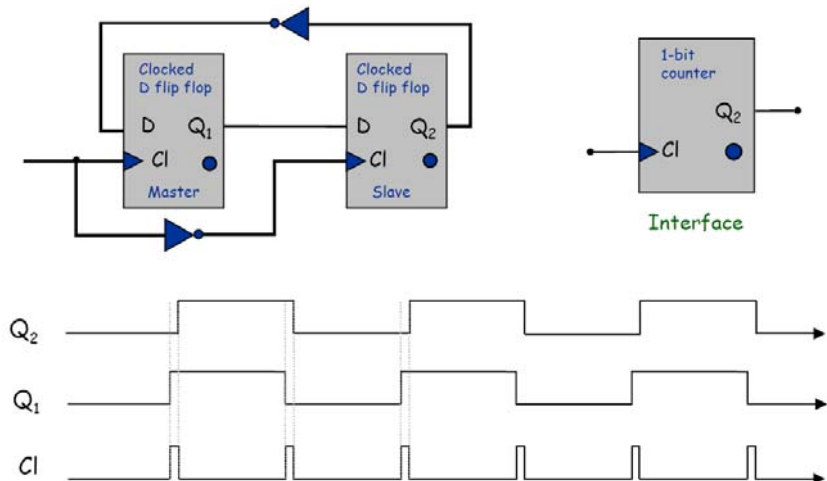 Clocked
D flip flop
D
Q1
Cl
Master
Clocked
D flip flop
D
Q2
Cl
Slave
1-bit
counter
Q2
Cl
Interface
Q2
Q1
Cl